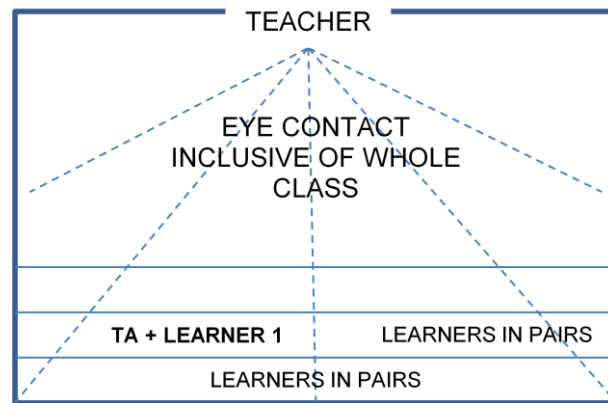 TEACHER
EYE CONTACT
INCLUSIVE OF WHOLE
CLASS
TA + LEARNER 1
LEARNERS IN PAIRS
LEARNERS IN PAIRS